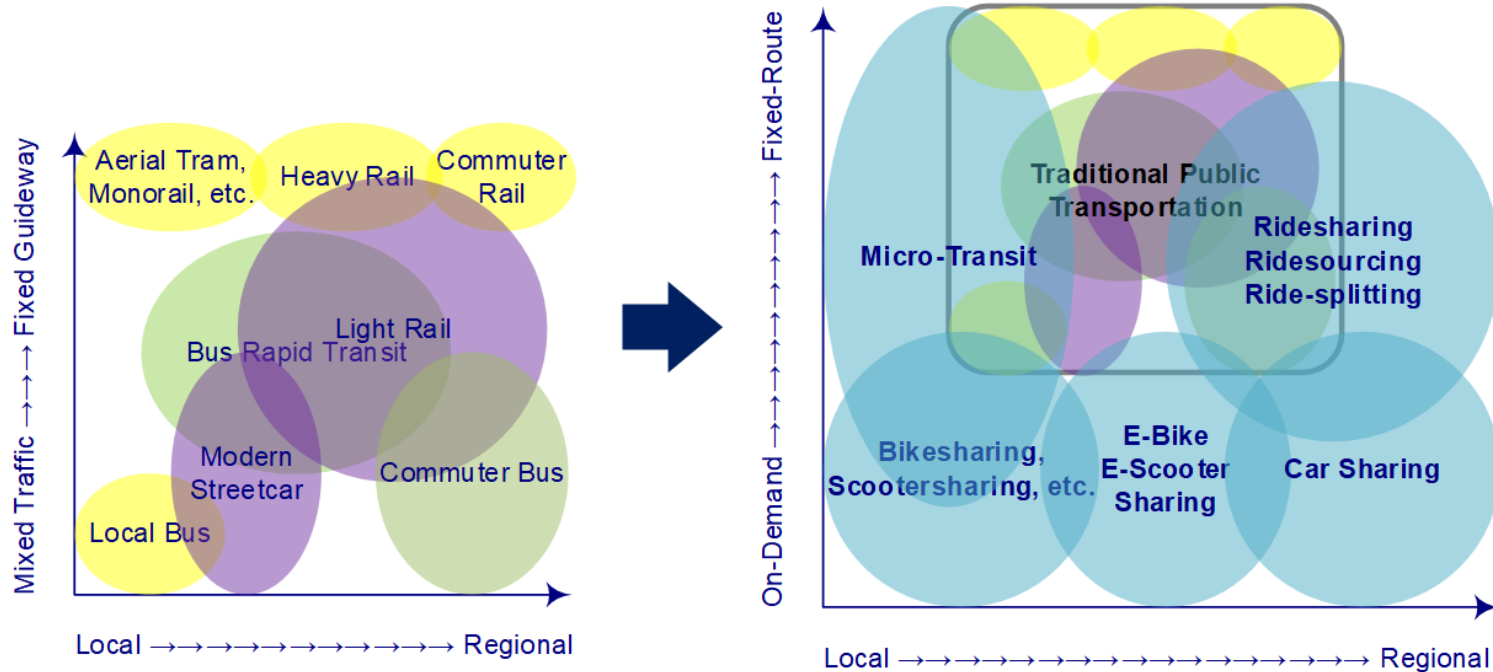 Mixed Traffic →→→→ Fixed Guideway
Aerial Tram,
Monorail, etc.
Heavy Rail
Commuter
Rail
Light Rail
Bus Rapid Transit
Modern
Streetcar
Commuter Bus
Local Bus
Local →→→→→→→→→→→ Regional
On-Demand →→→→→→→→→→→→→→→ Fixed-Route
Traditional Public
Transportation
Micro-Transit
Ridesharing
Ridesourcing
Ride-splitting
Bikesharing,
Scootersharing, etc.
E-Bike
E-Scooter
Sharing
Car Sharing
Local →→→→→→→→→→→→→→→→→ Regional